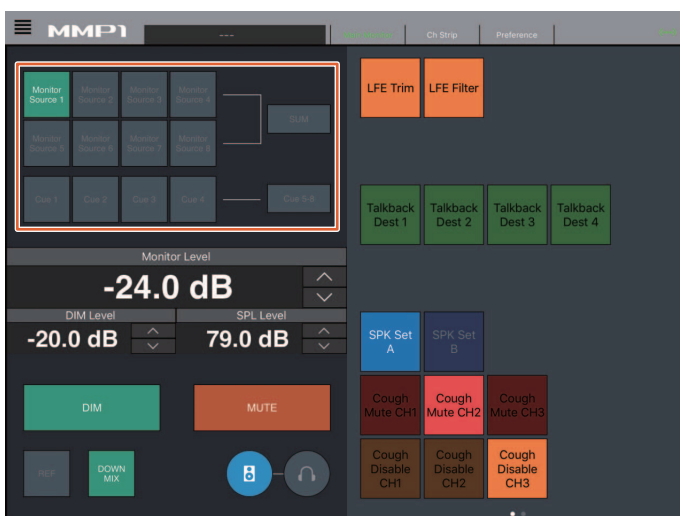 MMP1
---
Ch Strip
Preference
Monitor Source 1
Monitor Source 2
Monitor Source 3
Monitor Source 4
SUM
Monitor Source 5
Monitor Source 6
Monitor Source 7
Monitor Source 8
Cue 1
Cue 2
Cue 3
Cue 4
Cue 5-8
Monitor Level
-24.0 dB
DIM Level
SPL Level
-20.0 dB
79.0 dB
DIM
MUTE
REF
DOWN
MIX
LFE Trim
LFE Filter
Talkback
Dest 1
Talkback
Dest 2
Talkback
Dest 3
Talkback
Dest 4
SPK Set
A
SPK Set
B
Cough
Mute CH1
Cough
Mute CH2
Cough
Mute CH3
Cough
Disable
CH1
Cough
Disable
CH2
Cough
Disable
CH3